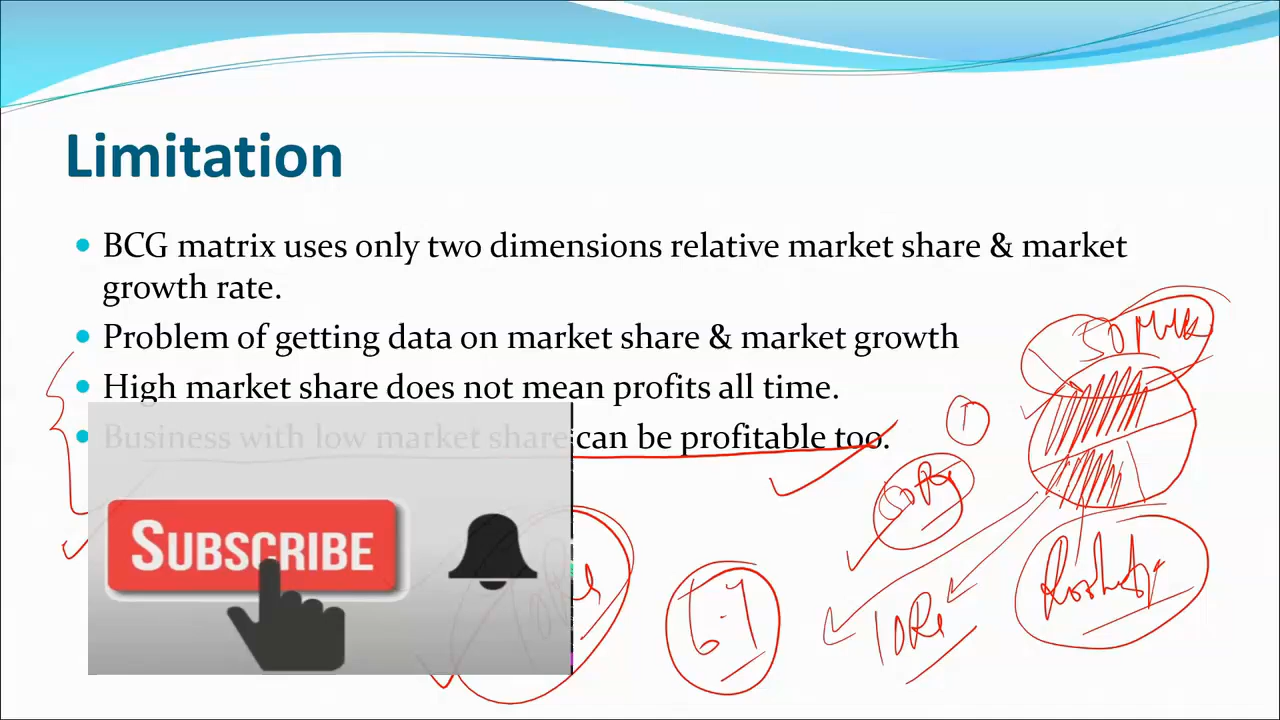 Limitation
BCG matrix uses only two dimensions relative market share & market
growth rate.
Problem of getting data on market share & market growth
High market share does not mean profits all time.
Business with low market share can be profitable too.
SUBSCRIBE